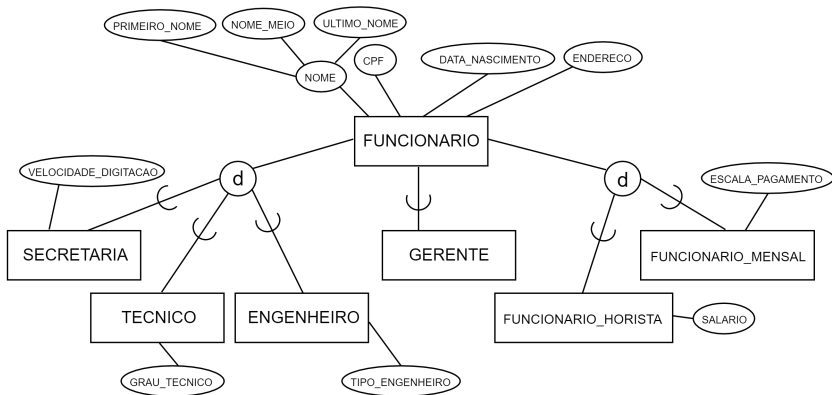 PRIMEIRO_NOME
NOME_MEIO
ULTIMO_NOME
NOME
CPF
DATA_NASCIMENTO
ENDERECO
FUNCIONARIO
VELOCIDADE_DIGITACAO
d
d
ESCALA_PAGAMENTO
SECRETARIA
GERENTE
FUNCIONARIO_MENSAL
TECNICO
ENGENHEIRO
FUNCIONARIO_HORISTA
SALARIO
GRAU_TECNICO
TIPO_ENGENHEIRO